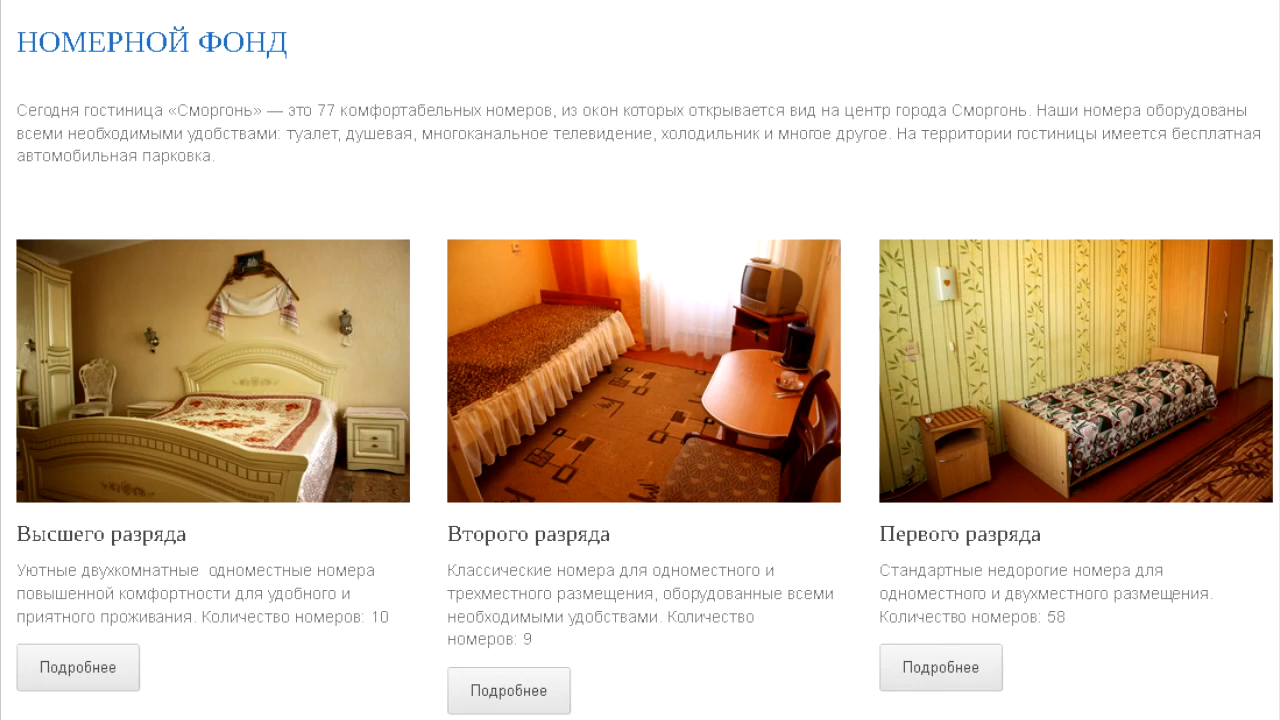 НОМЕРНОЙ ФОНД
Сегодня гостиница «Сморгонь» — это 77 комфортабельных номеров, из окон которых открывается вид на центр города Сморгонь. Наши номера оборудованы
всеми необходимыми удобствами: туалет, душевая, многоканальное телевидение, холодильник и многое другое. На территории гостиницы имеется бесплатная
автомобильная парковка.
Высшего разряда
Уютные двухкомнатные  одноместные номера
повышенной комфортности для удобного и
приятного проживания. Количество номеров: 10
Подробнее
Второго разряда
Классические номера для одноместного и
трехместного размещения, оборудованные всеми
необходимыми удобствами. Количество
номеров: 9
Подробнее
Первого разряда
Стандартные недорогие номера для
одноместного и двухместного размещения.
Количество номеров: 58
Подробнее